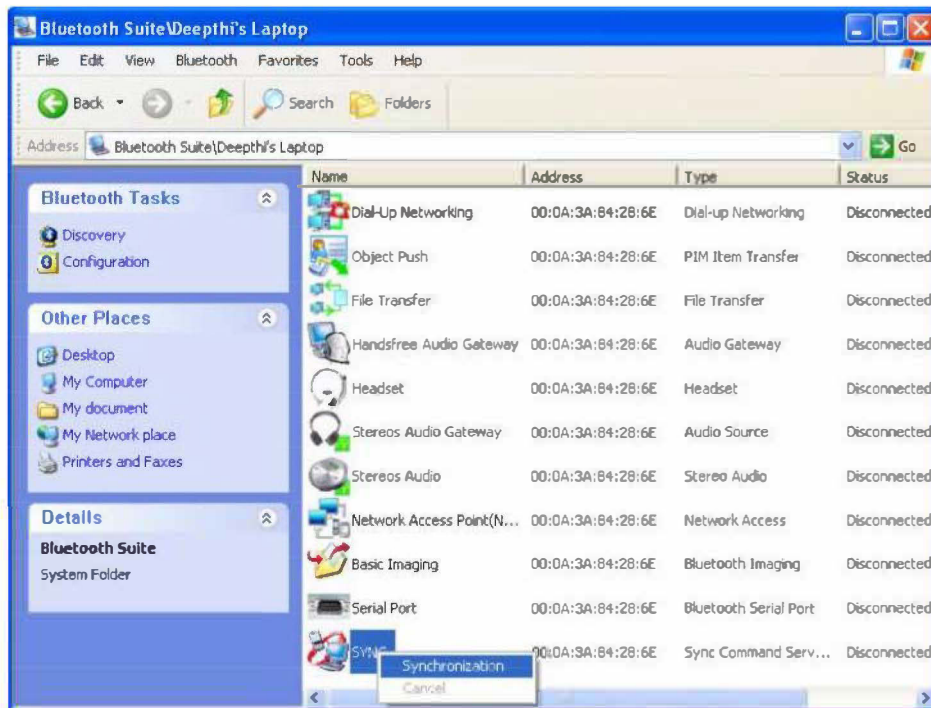 Bluetooth Suite\Deepthi's Laptop
File Edit View Bluetooth Favorites Tools Help
Back Search Folders
Address Bluetooth Suite\Deepthi's Laptop Go
Bluetooth Tasks
Discovery
Configuration
Other Places
Desktop
My Computer
My document
My Network place
Printers and Faxes
Details
Bluetooth Suite
System Folder
Name Address Type Status
Dial-Up Networking 00:0A:3A:84:28:6E Dial-up Networking Disconnected
Object Push 00:0A:3A:84:28:6E PIM Item Transfer Disconnected
File Transfer 00:0A:3A:84:28:6E File Transfer Disconnected
Handsfree Audio Gateway 00:0A:3A:84:28:6E Audio Gateway Disconnected
Headset 00:0A:3A:84:28:6E Headset Disconnected
Stereos Audio Gateway 00:0A:3A:84:28:6E Audio Source Disconnected
Stereos Audio 00:0A:3A:84:28:6E Stereo Audio Disconnected
Network Access Point(N... 00:0A:3A:84:28:6E Network Access Disconnected
Basic Imaging 00:0A:3A:84:28:6E Bluetooth Imaging Disconnected
Serial Port 00:0A:3A:84:28:6E Bluetooth Serial Port Disconnected
SYNC 00:0A:3A:84:28:6E Sync Command Serv... Disconnected
Synchronization
Cancel